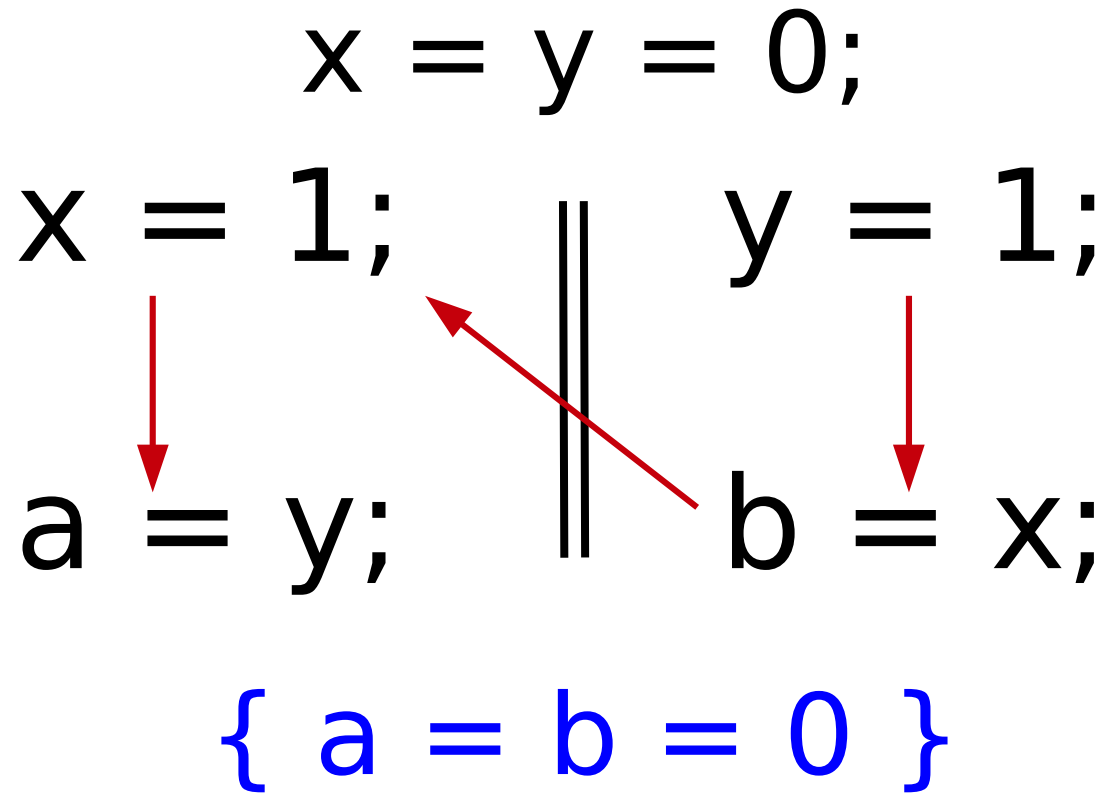 x = y = 0;
x = 1; y = 1;
a = y; b = x;
{ a = b = 0 }